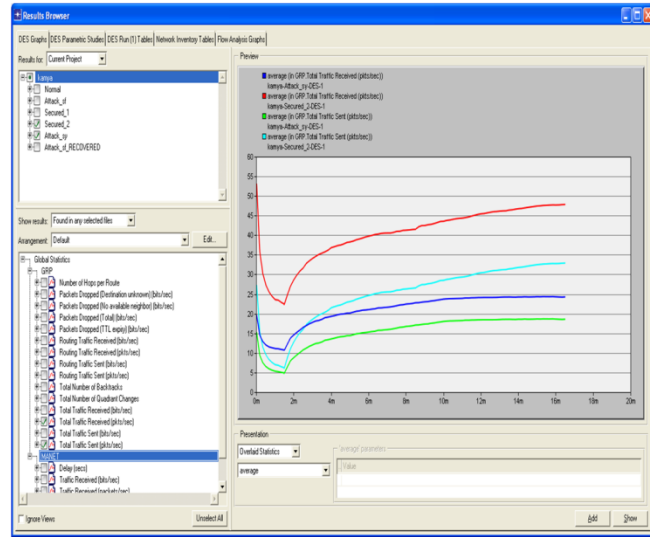 Results Browser
DES Graphs DES Parametric Studies DES Run (1) Tables Network Inventory Tables Flow Analysis Graphs
Results for: Current Project
kanya
Normal
Attack_sf
Secured_1
Secured_2
Attack_sy
Attack_sf_RECOVERED
Show results: Found in any selected files
Arrangement: Default Edit...
Global Statistics
GRP
Number of Hops per Route
Packets Dropped (Destination unknown) (bits/sec)
Packets Dropped (No available neighbor) (bits/sec)
Packets Dropped (Total) (bits/sec)
Packets Dropped (TTL expiry) (bits/sec)
Routing Traffic Received (bits/sec)
Routing Traffic Received (pkts/sec)
Routing Traffic Sent (bits/sec)
Routing Traffic Sent (pkts/sec)
Total Number of Backtracks
Total Number of Quadrant Changes
Total Traffic Received (bits/sec)
Total Traffic Received (pkts/sec)
Total Traffic Sent (bits/sec)
Total Traffic Sent (pkts/sec)
MANET
Delay (secs)
Traffic Received (bits/sec)
Traffic Received (packets/sec)
Ignore Views Unselect All
Preview
average (in GRP.Total Traffic Received (pkts/sec))
kamya-Attack_sy-DES-1
average (in GRP.Total Traffic Received (pkts/sec))
kamya-Secured_2-DES-1
average (in GRP.Total Traffic Sent (pkts/sec))
kamya-Attack_sy-DES-1
average (in GRP.Total Traffic Sent (pkts/sec))
kamya-Secured_2-DES-1
60
55
50
45
40
35
30
25
20
15
10
5
0
0m 2m 4m 6m 8m 10m 12m 14m 16m 18m 20m
Presentation
Overlaid Statistics
average
'average' parameters
Value
Add Show